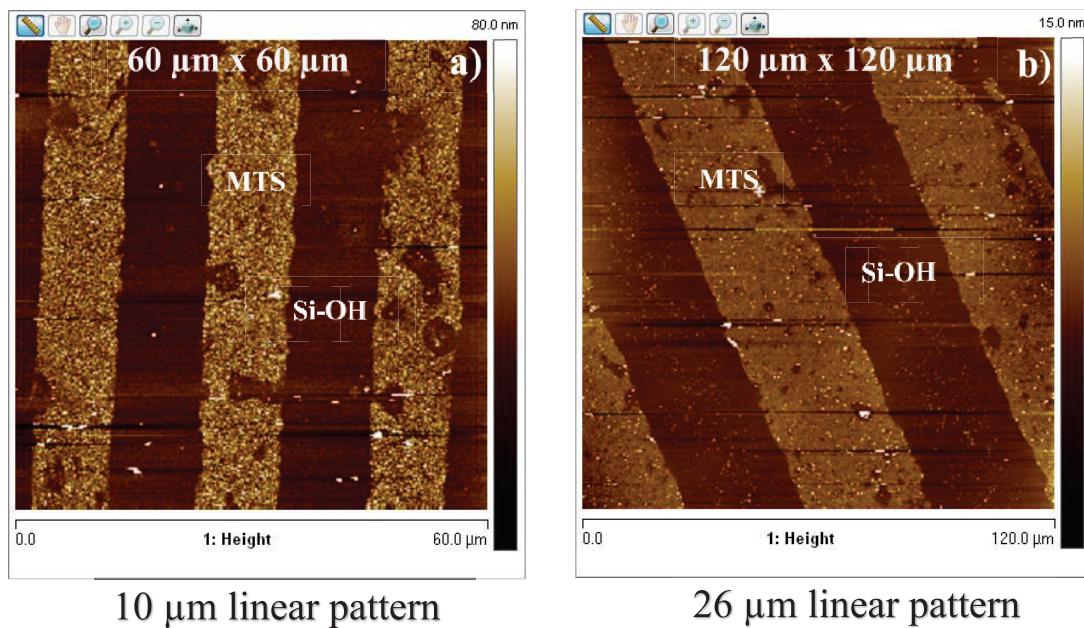 80.0 nm
60 µm x 60 µm
a)
MTS
Si-OH
0.0
1: Height
60.0 µm
10 µm linear pattern
15.0 nm
120 µm x 120 µm
b)
MTS
Si-OH
0.0
1: Height
120.0 µm
26 µm linear pattern